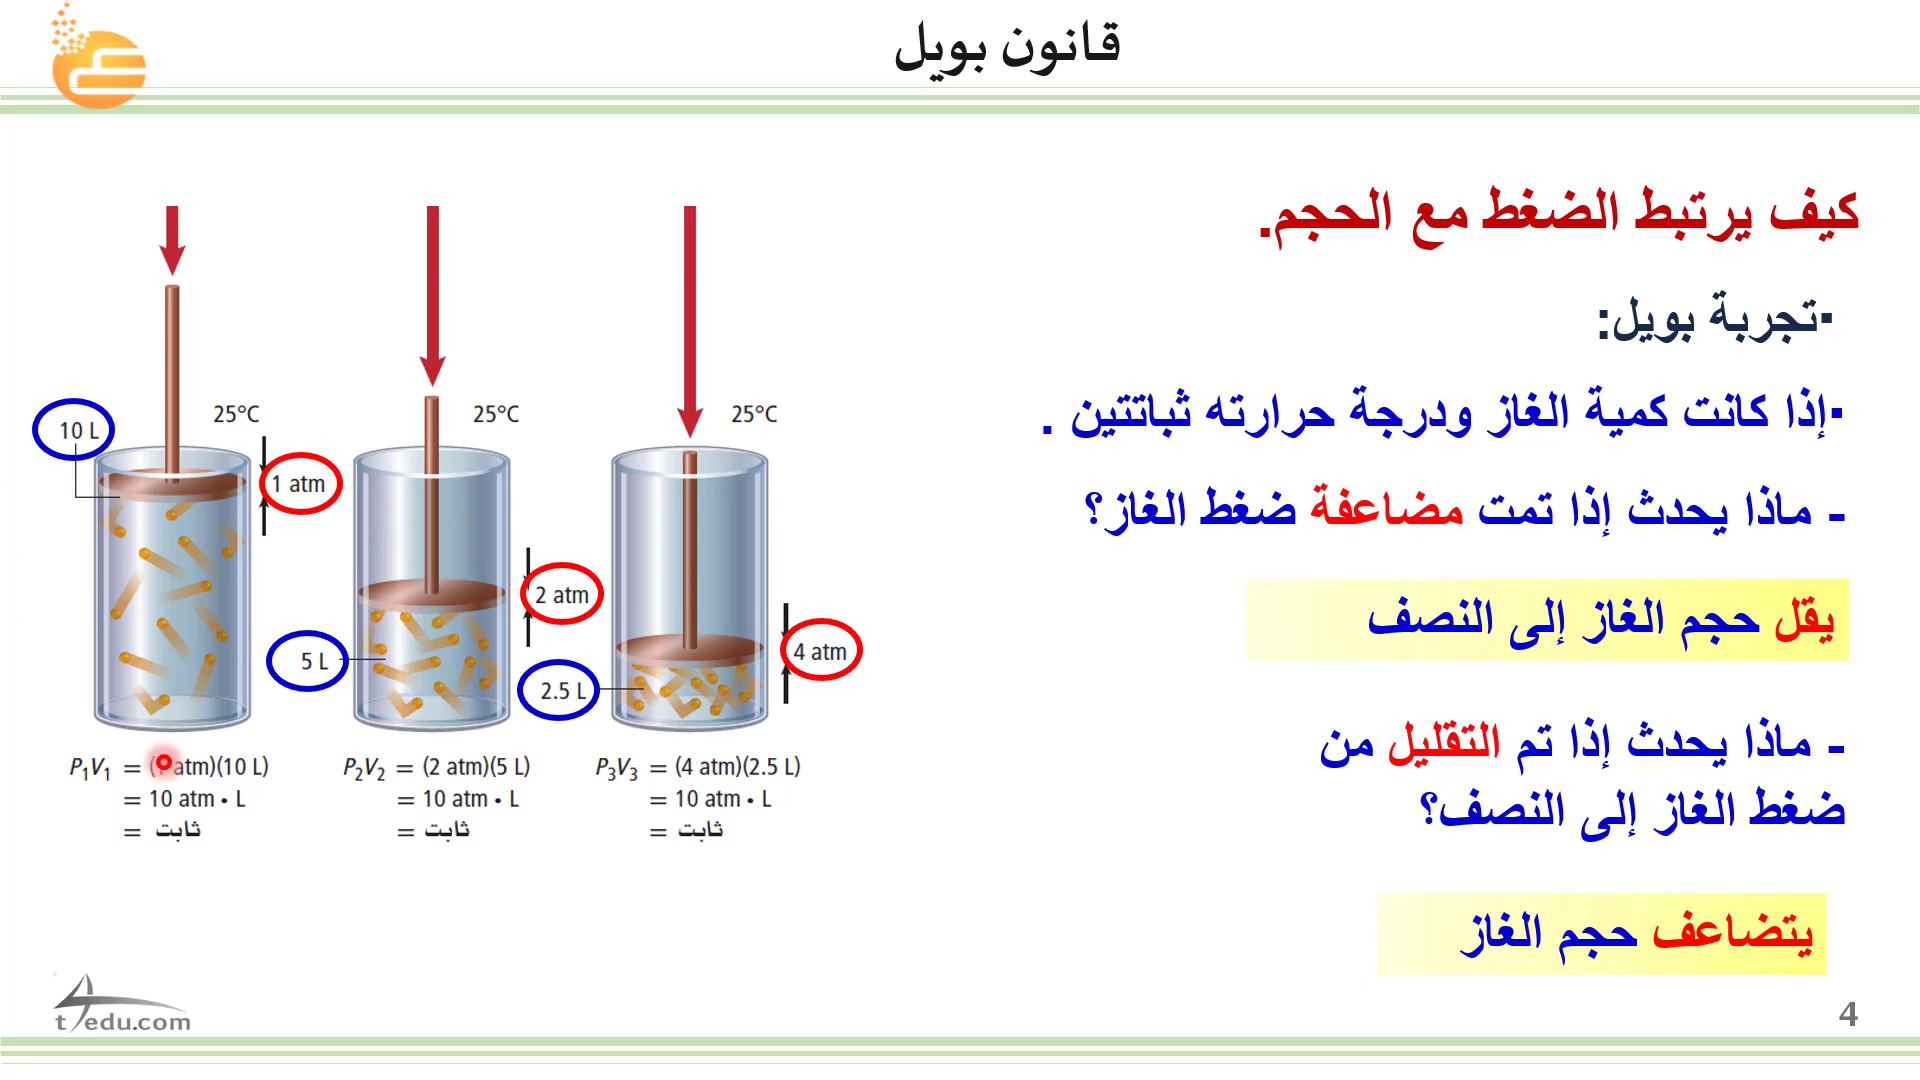 قانون بويل
كيف يرتبط الضغط مع الحجم.
▪تجربة بويل:
▪إذا كانت كمية الغاز ودرجة حرارته ثباتتين .
- ماذا يحدث إذا تمت مضاعفة ضغط الغاز؟
يقل حجم الغاز إلى النصف
- ماذا يحدث إذا تم التقليل من
ضغط الغاز إلى النصف؟
يتضاعف حجم الغاز
25°C
10 L
1 atm
P₁V₁ = (1 atm)(10 L)
= 10 atm • L
= ثابت
25°C
2 atm
5 L
P₂V₂ = (2 atm)(5 L)
= 10 atm • L
= ثابت
25°C
4 atm
2.5 L
P₃V₃ = (4 atm)(2.5 L)
= 10 atm • L
= ثابت
t4edu.com
4